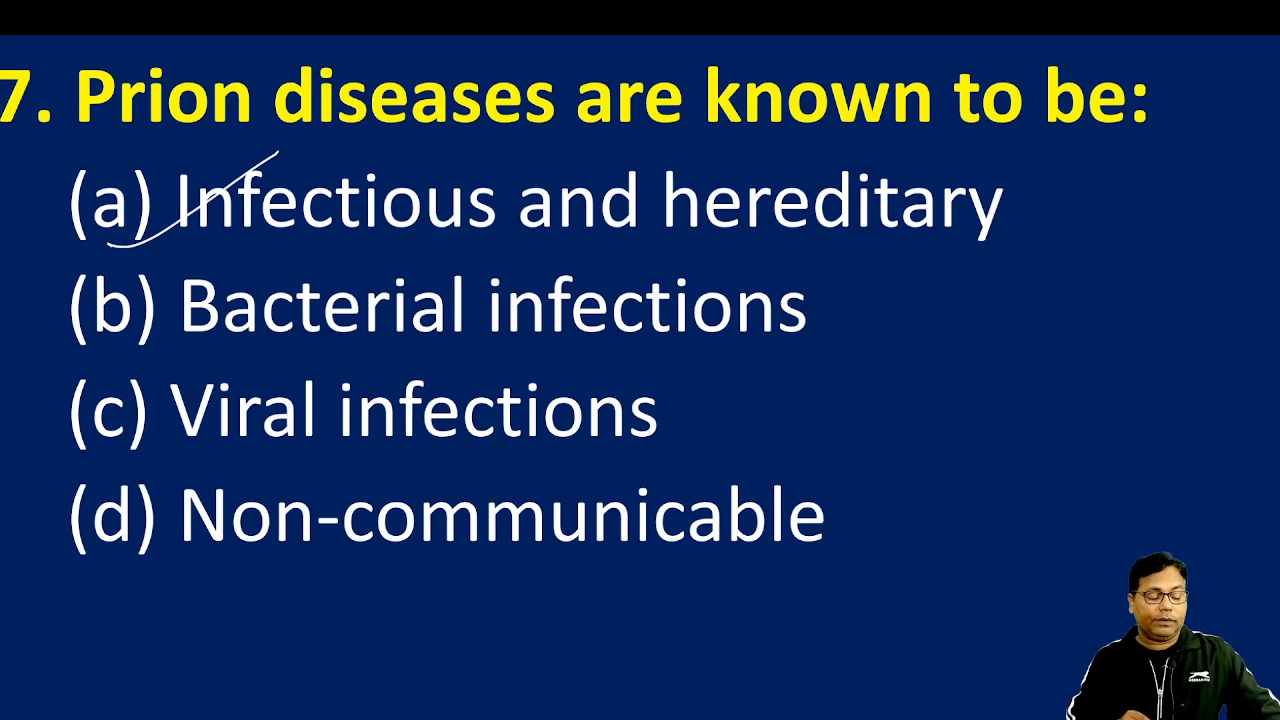 7. Prion diseases are known to be:
(a) Infectious and hereditary
(b) Bacterial infections
(c) Viral infections
(d) Non-communicable